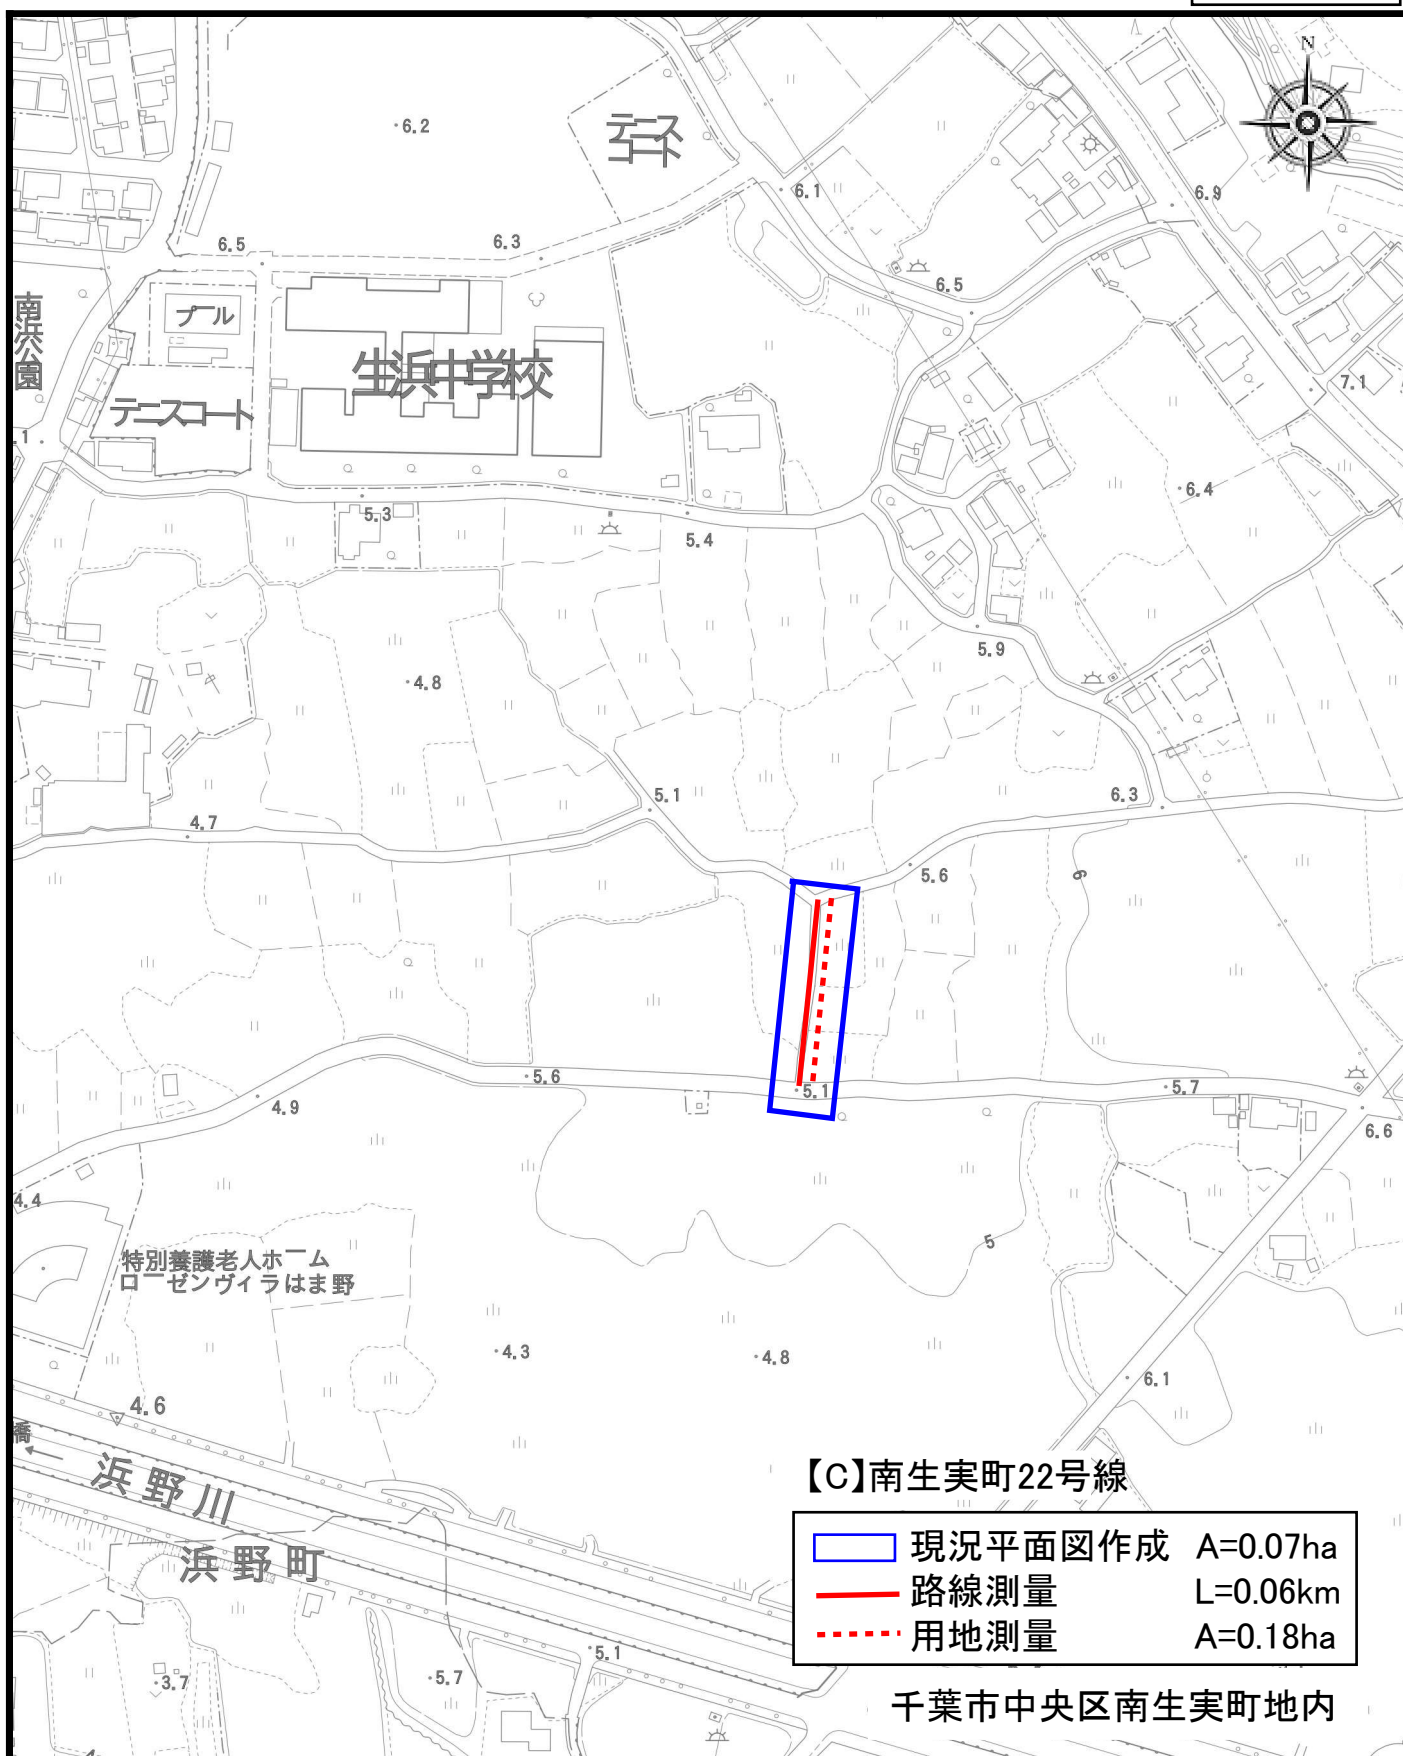 N
6.2
テニス
コート
6.1
6.9
6.5
6.3
6.5
南浜公園
プール
生浜中学校
テニスコート
7.1
.1
6.4
5.3
5.4
5.9
4.8
5.1
6.3
4.7
5.6
6
5.6
5.1
5.7
4.9
6.6
4.4
5
特別養護老人ホーム
ローゼンヴィラはま野
4.3
4.8
6.1
4.6
橋
浜野川
浜野町
【C】南生実町22号線
現況平面図作成 A=0.07ha
路線測量 L=0.06km
用地測量 A=0.18ha
5.1
5.7
3.7
千葉市中央区南生実町地内